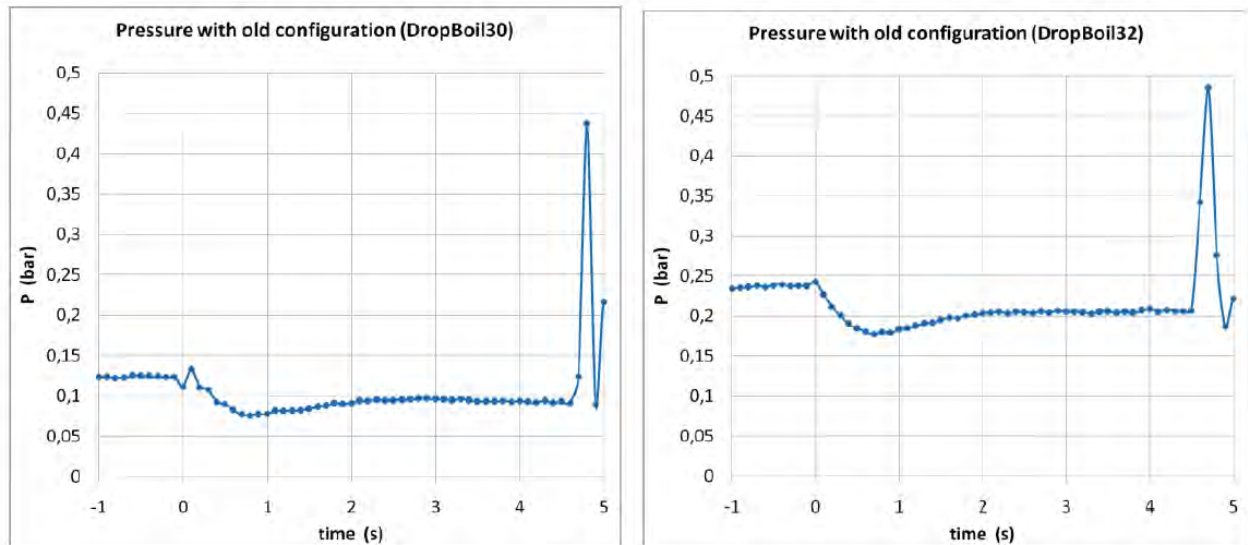 Pressure with old configuration (DropBoil30)
0,5
0,45
0,4
0,35
0,3
0,25
0,2
0,15
0,1
0,05
0
P (bar)
-1 0 1 2 3 4 5
time (s)
Pressure with old configuration (DropBoil32)
0,5
0,45
0,4
0,35
0,3
0,25
0,2
0,15
0,1
0,05
0
P (bar)
-1 0 1 2 3 4 5
time (s)